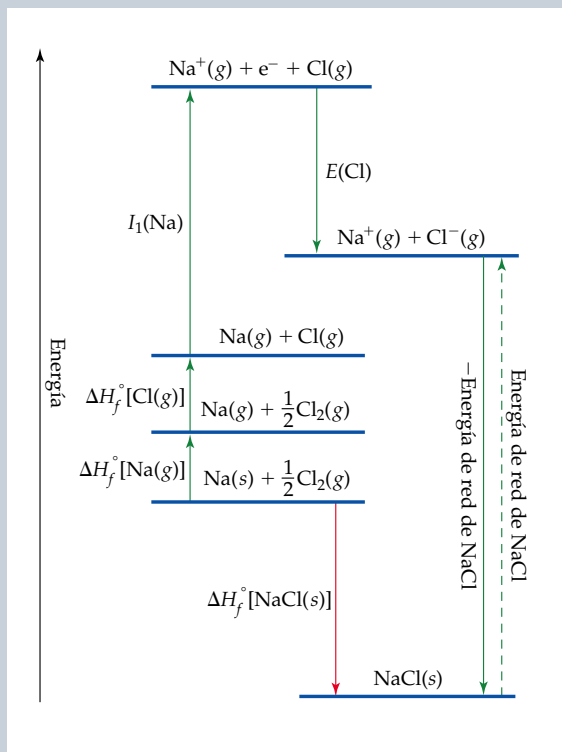 Na⁺(g) + e⁻ + Cl(g)
E(Cl)
I₁(Na)
Na⁺(g) + Cl⁻(g)
Na(g) + Cl(g)
ΔH°f[Cl(g)]
Na(g) + ½Cl₂(g)
ΔH°f[Na(g)]
Na(s) + ½Cl₂(g)
ΔH°f[NaCl(s)]
NaCl(s)
Energía
−Energía de red de NaCl
Energía de red de NaCl